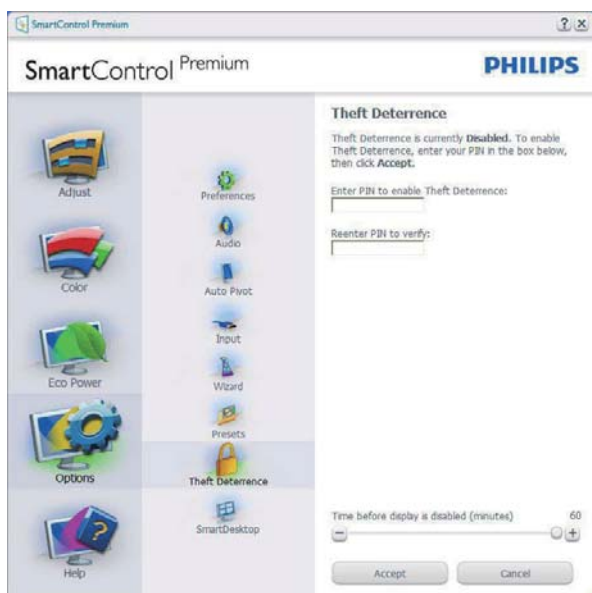 SmartControl Premium
? x
SmartControl Premium
PHILIPS
Adjust
Color
Eco Power
Options
Help
Preferences
Audio
Auto Pivot
Input
Wizard
Presets
Theft Deterrence
SmartDesktop
Theft Deterrence
Theft Deterrence is currently Disabled. To enable
Theft Deterrence, enter your PIN in the box below,
then click Accept.
Enter PIN to enable Theft Deterrence:
Reenter PIN to verify:
Time before display is disabled (minutes) 60
Accept Cancel